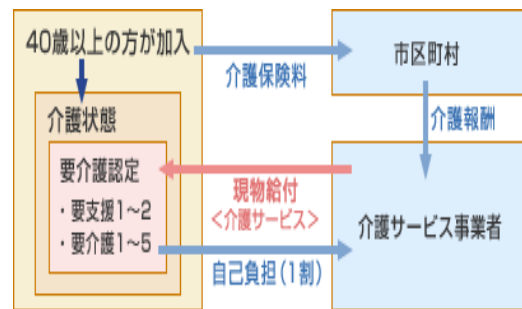 40歳以上の方が加入
介護保険料
市区町村
介護状態
介護報酬
要介護認定
・要支援1～2
・要介護1～5
現物給付
＜介護サービス＞
介護サービス事業者
自己負担（1割）